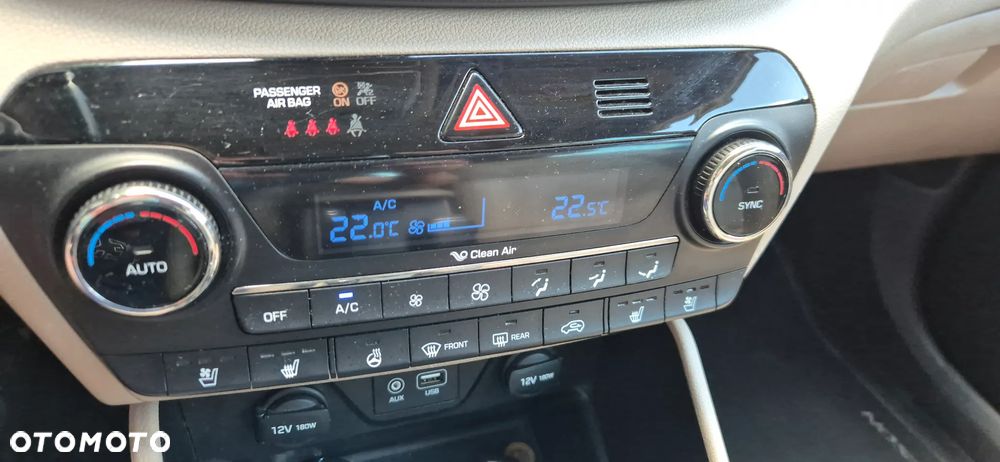 PASSENGER
AIR BAG
ON OFF
A/C
22.0°C
22.5°C
Clean Air
AUTO
SYNC
OFF
A/C
FRONT
REAR
AUX
USB
12V 180W
12V 180W
OTOMOTO